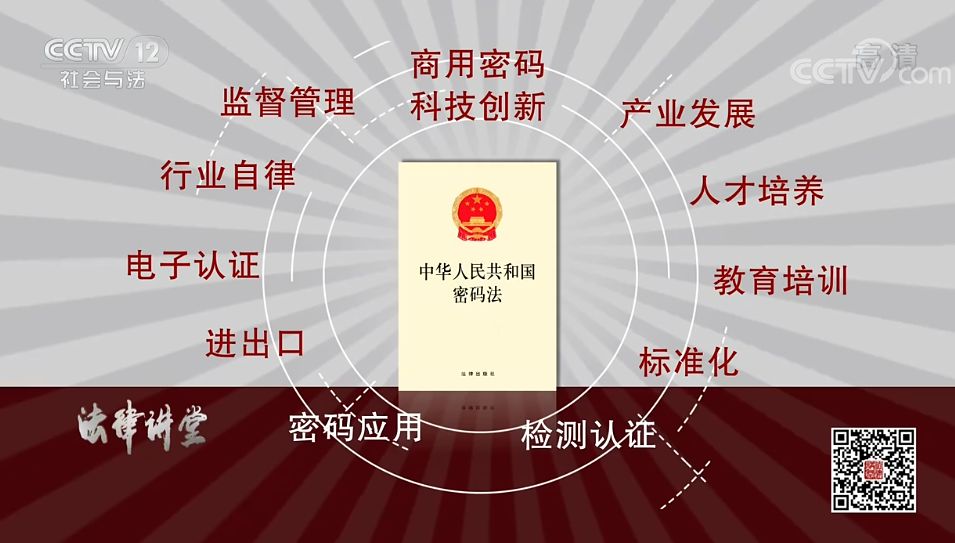 CCTV 12
社会与法
高清
CCTV com
商用密码
科技创新
监督管理
产业发展
行业自律
人才培养
电子认证
教育培训
进出口
标准化
密码应用
检测认证
中华人民共和国
密码法
法律出版社
法律讲堂